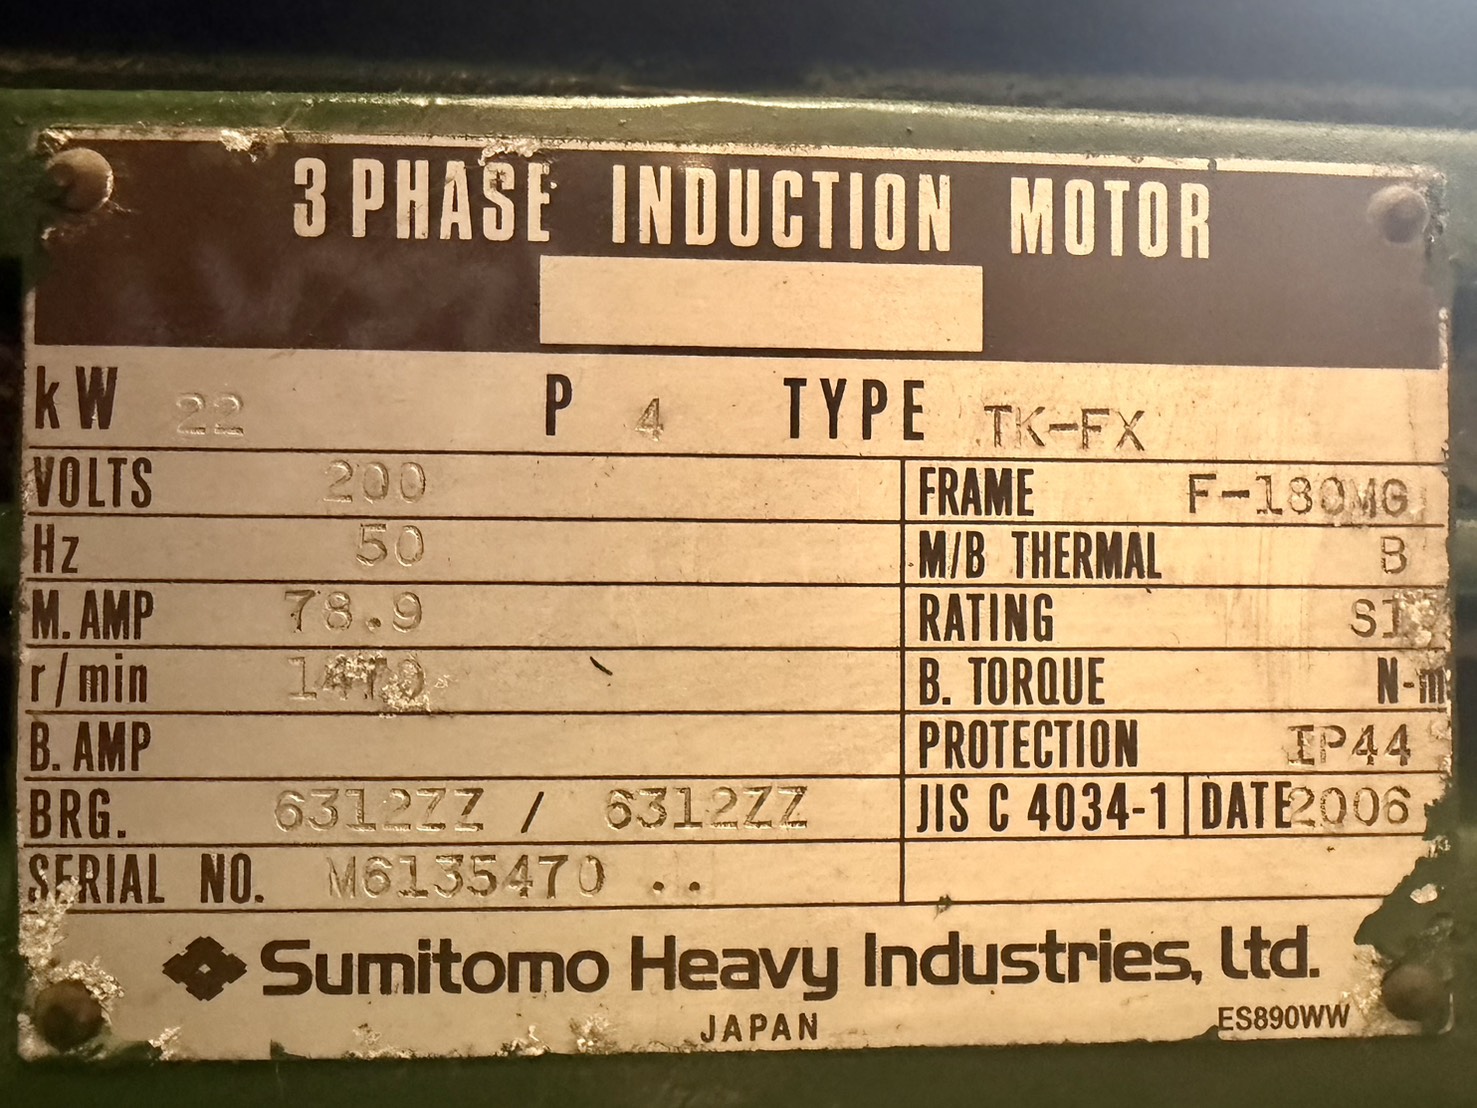 3 PHASE INDUCTION MOTOR
kW 22 P 4 TYPE TK-FX
VOLTS 200 FRAME F-180MG
Hz 50 M/B THERMAL B
M. AMP 78.9 RATING S1
r/min 1470 B. TORQUE N-m
B. AMP PROTECTION IP44
BRG. 6312ZZ / 6312ZZ JIS C 4034-1 DATE 2006
SERIAL NO. M6135470 ..
Sumitomo Heavy Industries, Ltd.
JAPAN
ES890WW